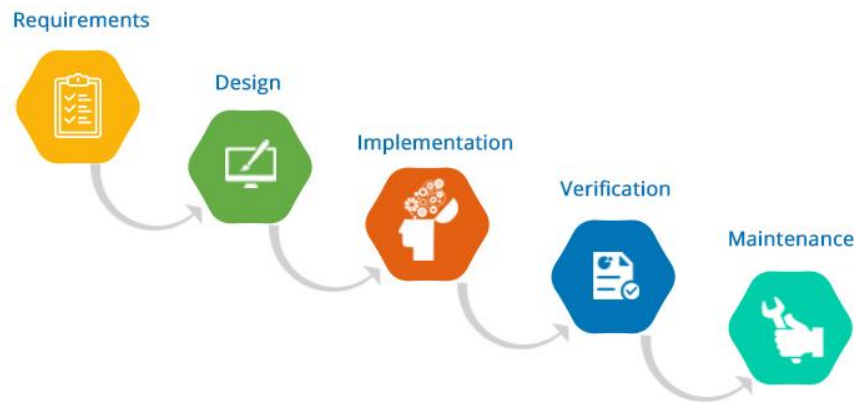 Requirements
Design
Implementation
Verification
Maintenance